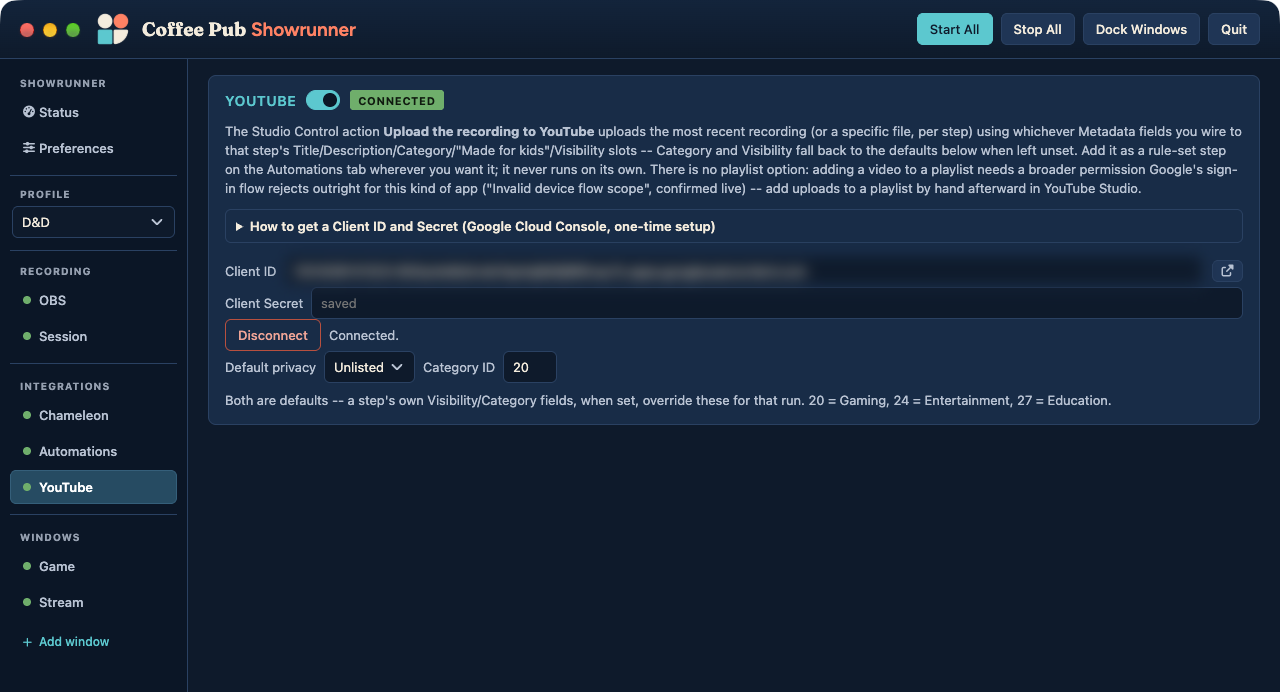 Coffee Pub Showrunner
Start All
Stop All
Dock Windows
Quit
SHOWRUNNER
Status
Preferences
PROFILE
D&D
RECORDING
OBS
Session
INTEGRATIONS
Chameleon
Automations
YouTube
WINDOWS
Game
Stream
+ Add window
YOUTUBE
CONNECTED
The Studio Control action Upload the recording to YouTube uploads the most recent recording (or a specific file, per step) using whichever Metadata fields you wire to
that step's Title/Description/Category/"Made for kids"/Visibility slots -- Category and Visibility fall back to the defaults below when left unset. Add it as a rule-set step
on the Automations tab wherever you want it; it never runs on its own. There is no playlist option: adding a video to a playlist needs a broader permission Google's sign-
in flow rejects outright for this kind of app ("Invalid device flow scope", confirmed live) -- add uploads to a playlist by hand afterward in YouTube Studio.
How to get a Client ID and Secret (Google Cloud Console, one-time setup)
Client ID
Client Secret saved
Disconnect Connected.
Default privacy Unlisted Category ID 20
Both are defaults -- a step's own Visibility/Category fields, when set, override these for that run. 20 = Gaming, 24 = Entertainment, 27 = Education.